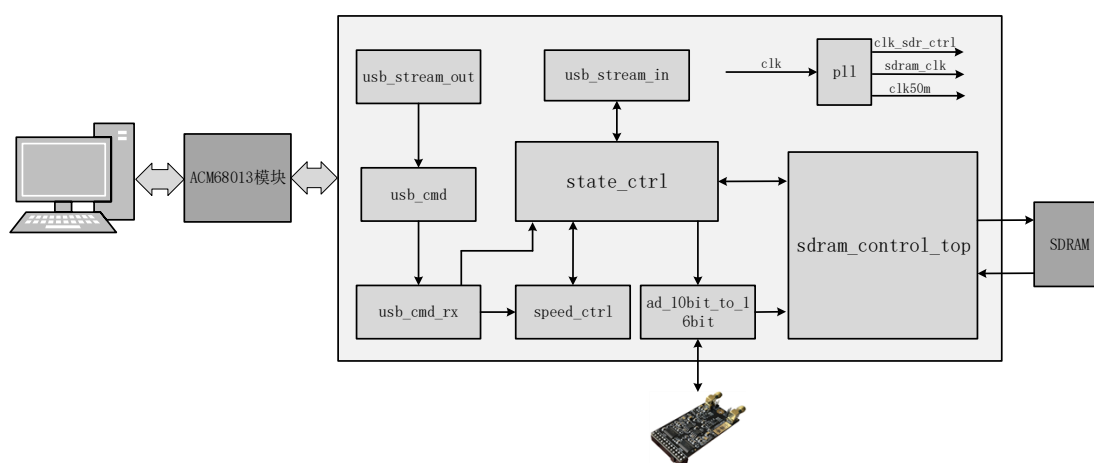 usb_stream_out
usb_stream_in
clk
pll
clk_sdr_ctrl
sdram_clk
clk50m
ACM68013模块
usb_cmd
state_ctrl
sdram_control_top
SDRAM
usb_cmd_rx
speed_ctrl
ad_10bit_to_1
6bit